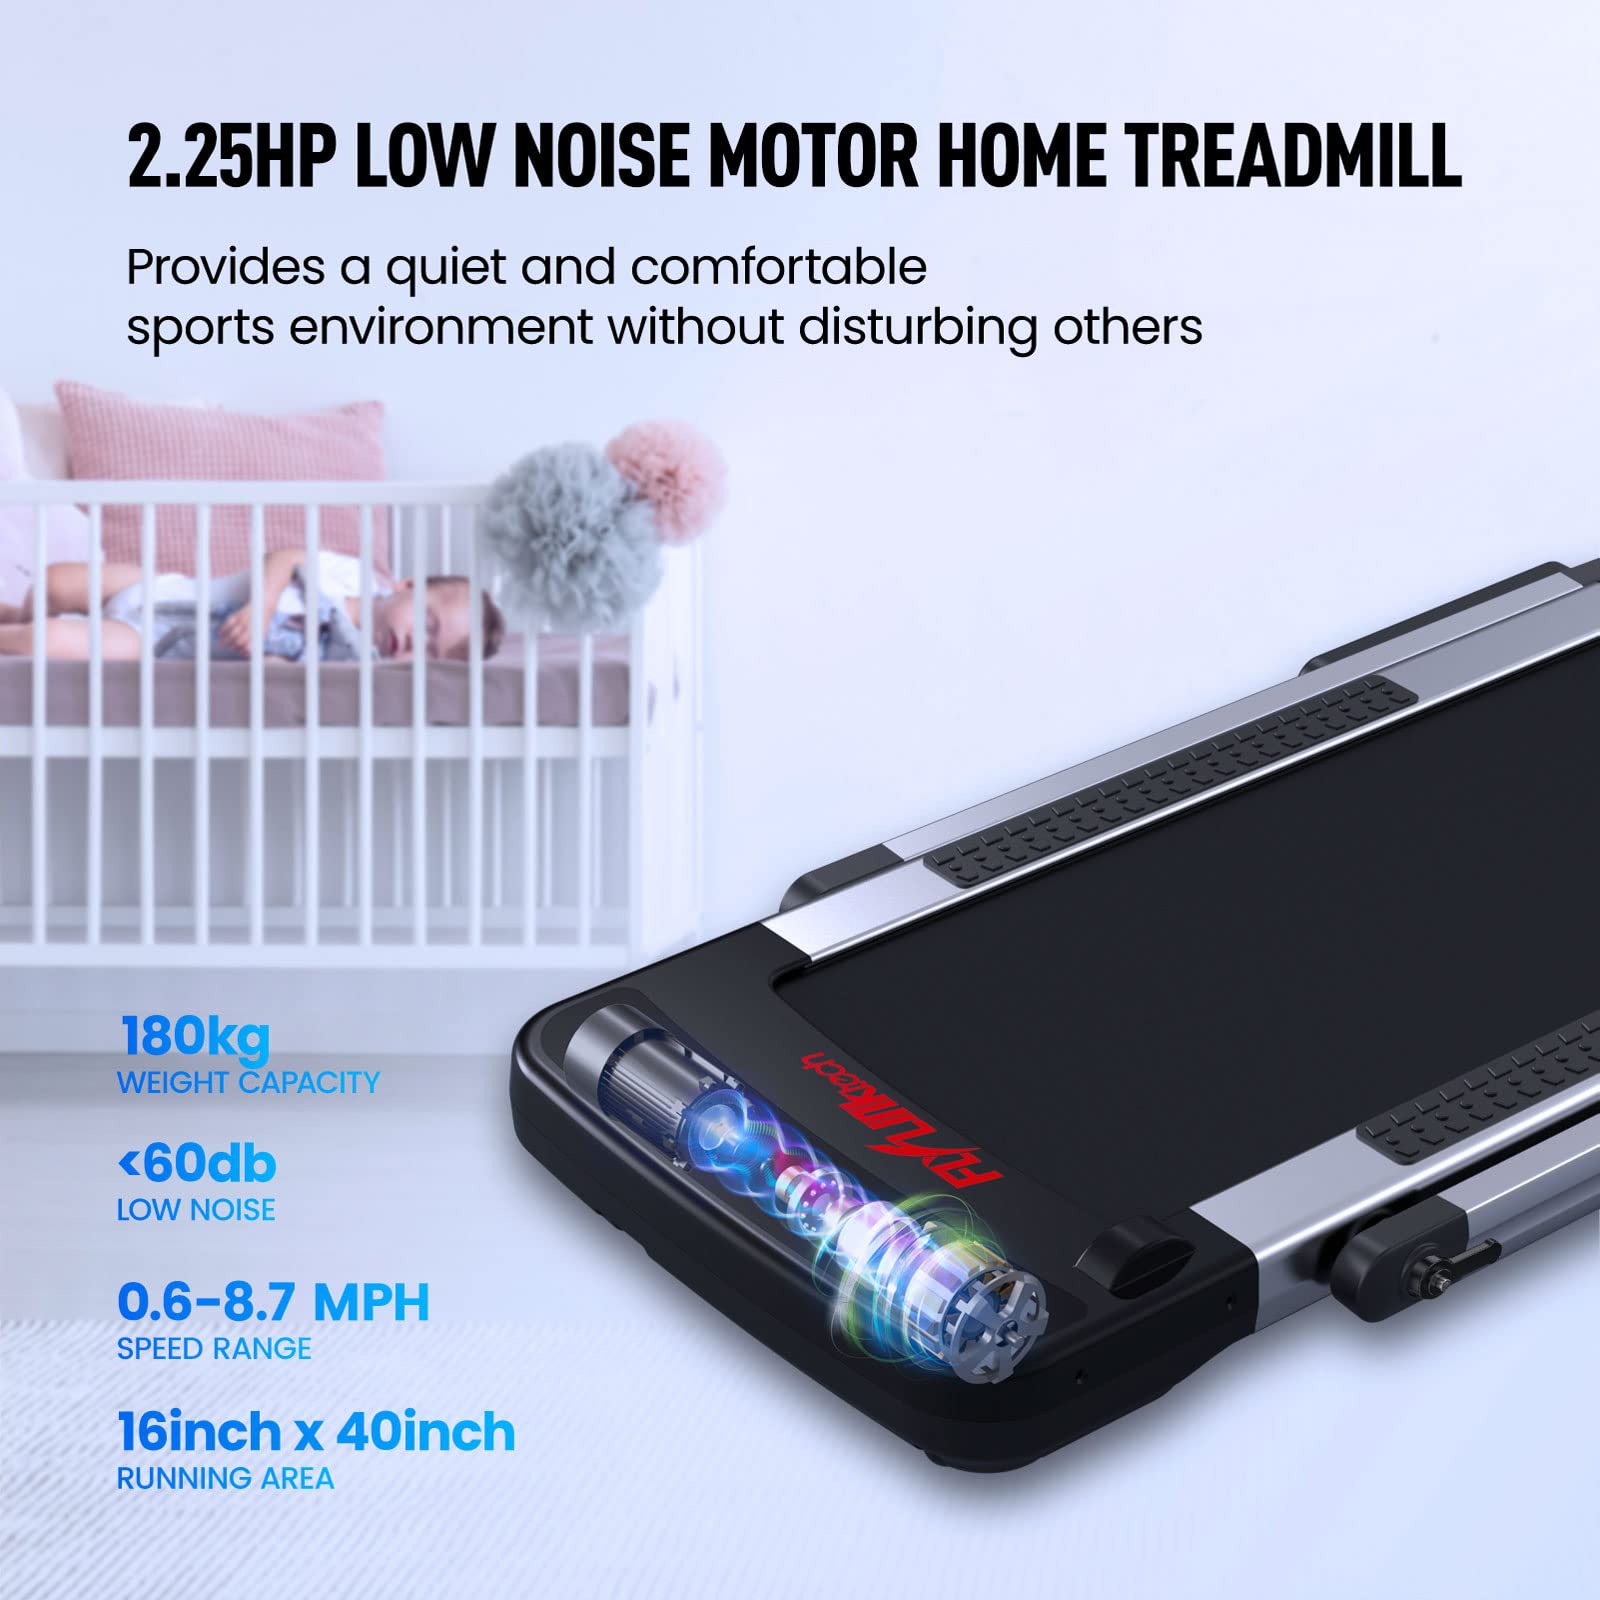 2.25HP LOW NOISE MOTOR HOME TREADMILL
Provides a quiet and comfortable
sports environment without disturbing others
180kg
WEIGHT CAPACITY
<60db
LOW NOISE
0.6-8.7 MPH
SPEED RANGE
16inch x 40inch
RUNNING AREA
FLYLINKtech